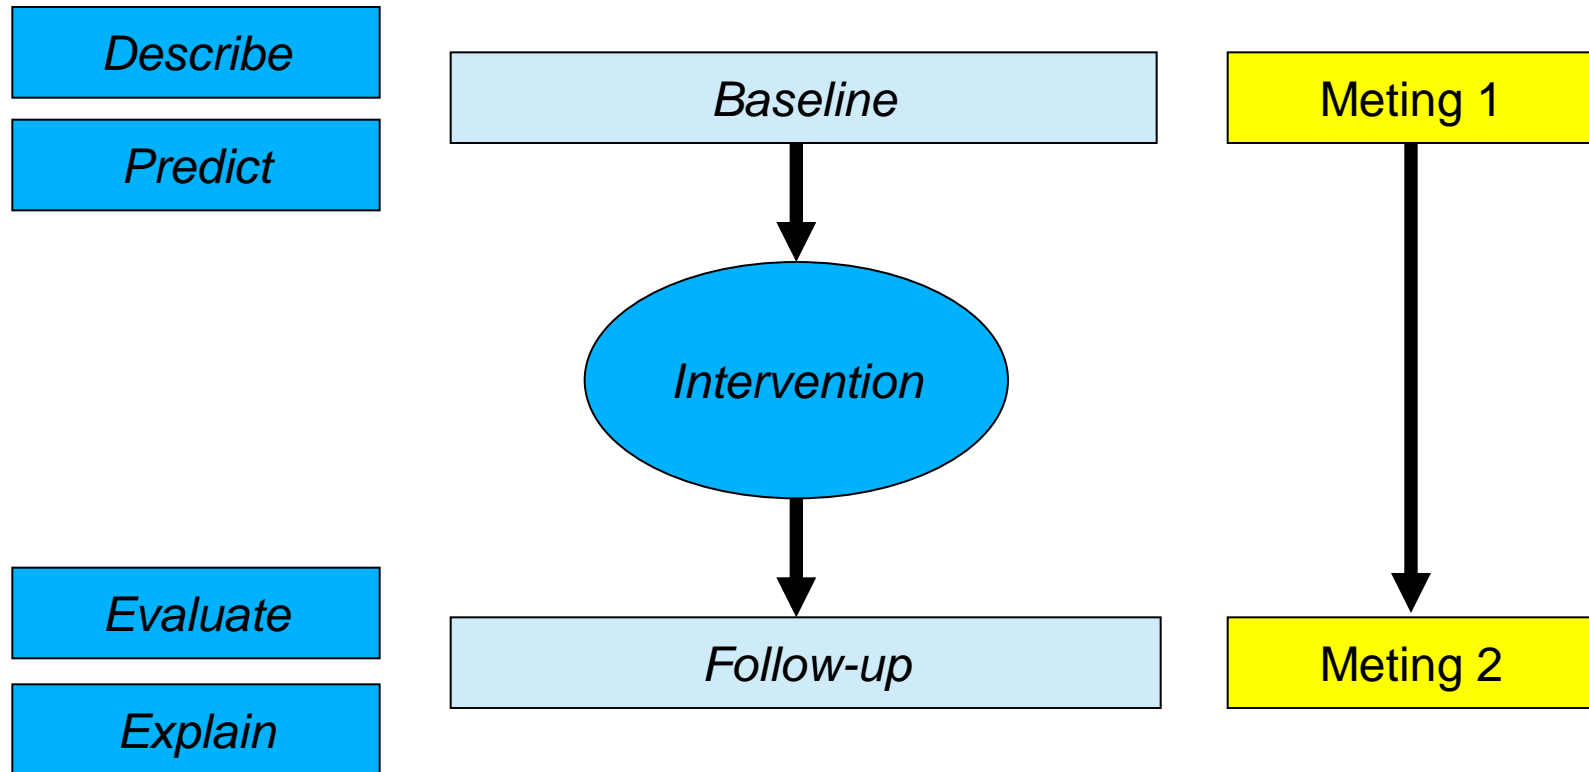 Describe
Predict
Baseline
Meting 1
Intervention
Evaluate
Explain
Follow-up
Meting 2